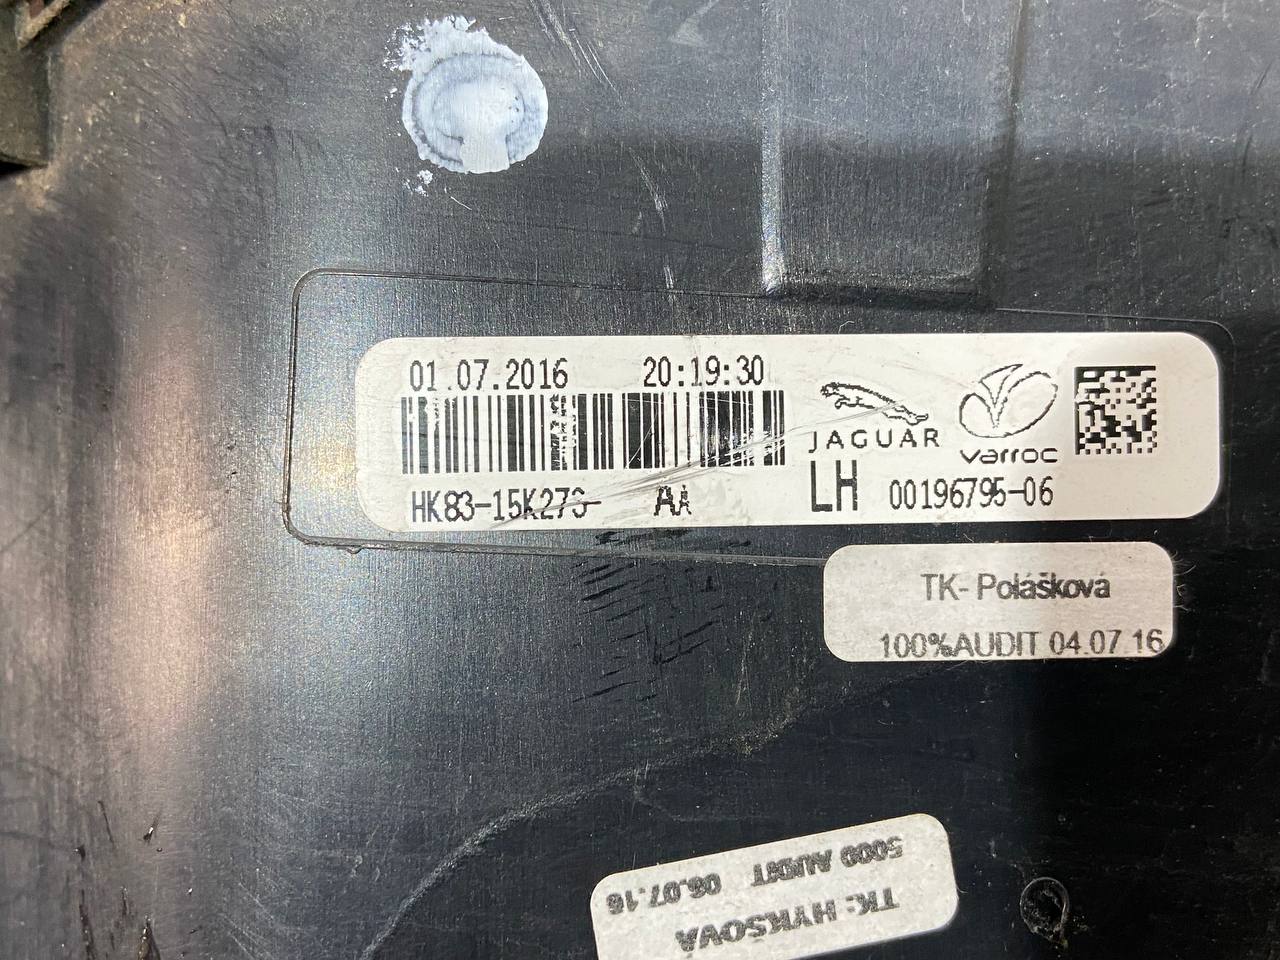 01.07.2016 20:19:30
JAGUAR
varroc
HK83-15K273- AA
LH 00196795-06
TK- Polášková
100%AUDIT 04.07.16
TK: HYKSOVÁ
5000 AUDIT 06.07.16